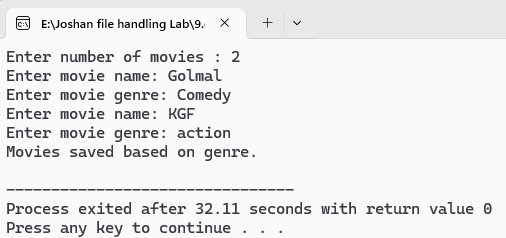 E:\Joshan file handling Lab\9.
Enter number of movies : 2
Enter movie name: Golmal
Enter movie genre: Comedy
Enter movie name: KGF
Enter movie genre: action
Movies saved based on genre.
--------------------------------
Process exited after 32.11 seconds with return value 0
Press any key to continue . . .